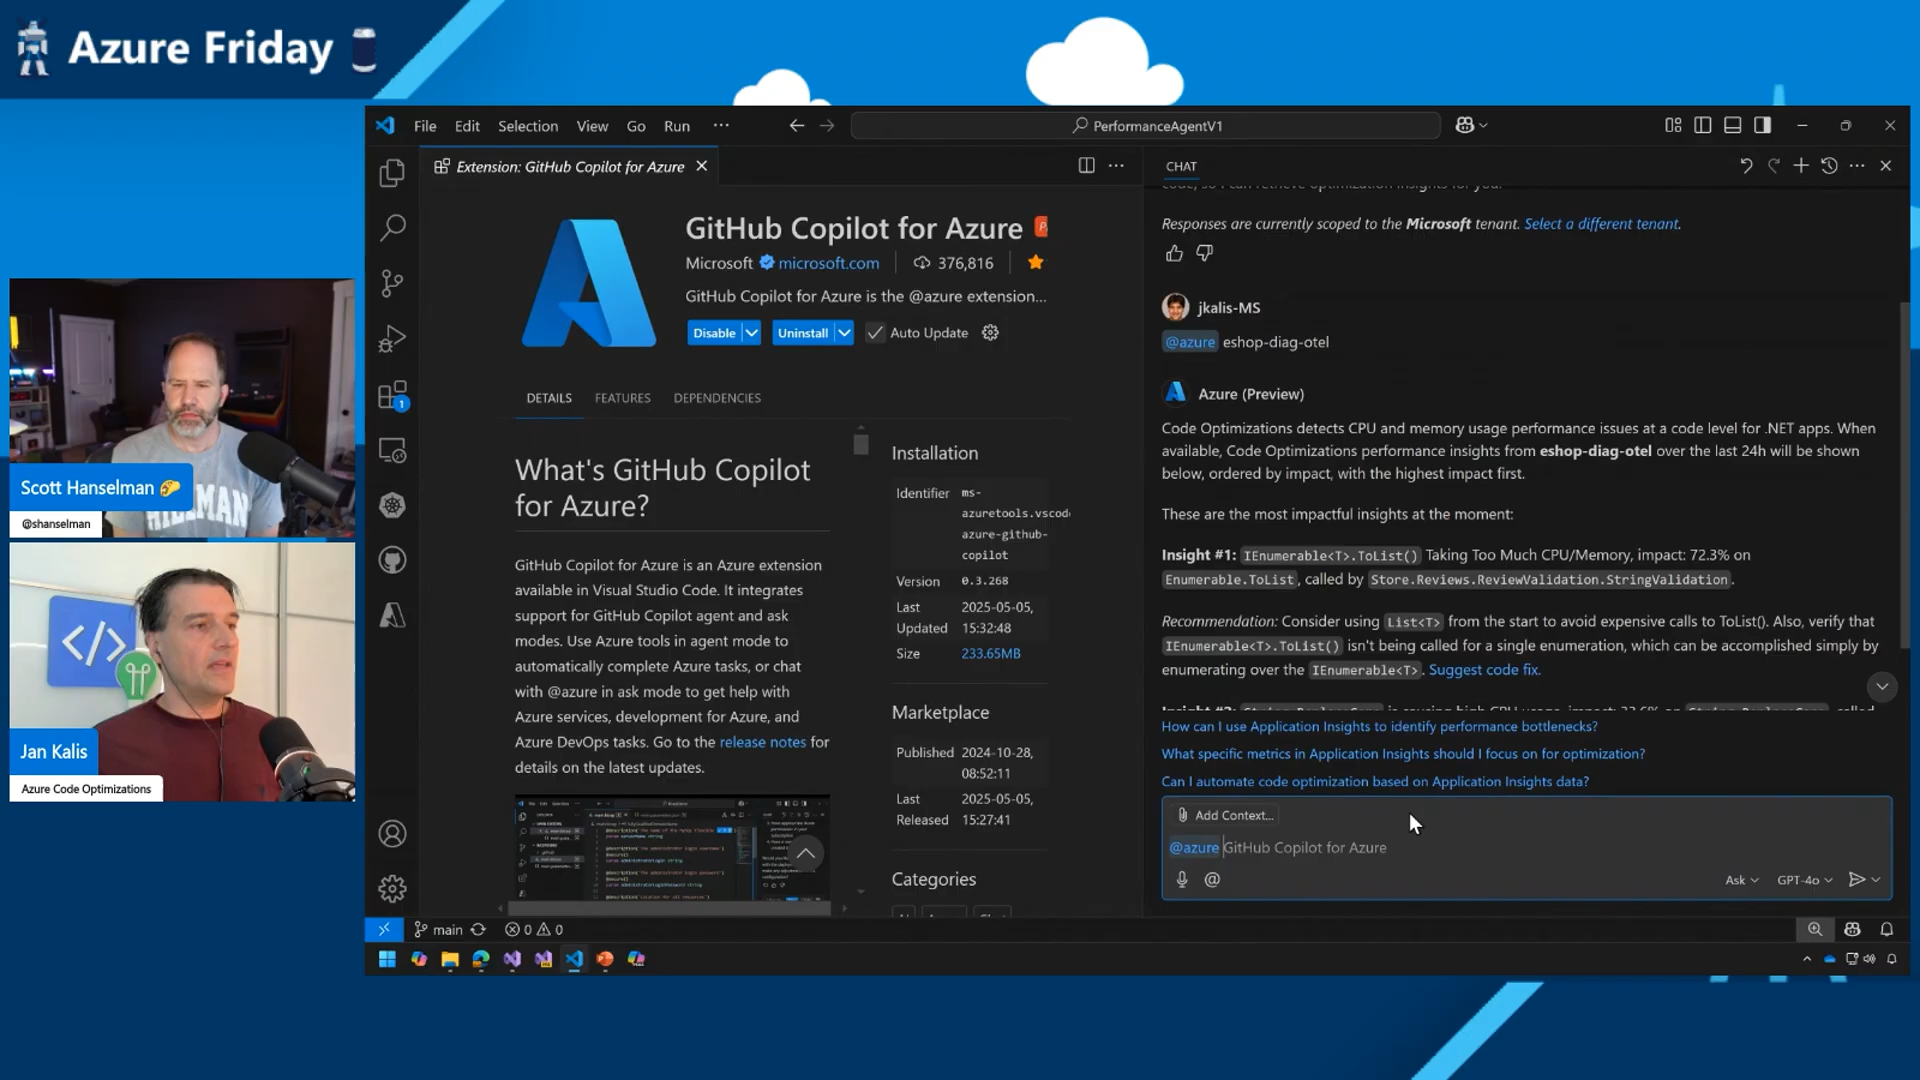 Azure Friday
File Edit Selection View Go Run ···
PerformanceAgentV1
Extension: GitHub Copilot for Azure
GitHub Copilot for Azure
Microsoft microsoft.com 376,816
GitHub Copilot for Azure is the @azure extension...
Disable Uninstall Auto Update
DETAILS FEATURES DEPENDENCIES
What's GitHub Copilot
for Azure?
GitHub Copilot for Azure is an Azure extension
available in Visual Studio Code. It integrates
support for GitHub Copilot agent and ask
modes. Use Azure tools in agent mode to
automatically complete Azure tasks, or chat
with @azure in ask mode to get help with
Azure services, development for Azure, and
Azure DevOps tasks. Go to the release notes for
details on the latest updates.
Installation
Identifier ms-
azuretools.vscode
azure-github-
copilot
Version 0.3.268
Last 2025-05-05,
Updated 15:32:48
Size 233.65MB
Marketplace
Published 2024-10-28,
08:52:11
Last 2025-05-05,
Released 15:27:41
Categories
CHAT
code, so I can retrieve optimization insights for you.
Responses are currently scoped to the Microsoft tenant. Select a different tenant.
jkalis-MS
@azure eshop-diag-otel
Azure (Preview)
Code Optimizations detects CPU and memory usage performance issues at a code level for .NET apps. When
available, Code Optimizations performance insights from eshop-diag-otel over the last 24h will be shown
below, ordered by impact, with the highest impact first.
These are the most impactful insights at the moment:
Insight #1: IEnumerable<T>.ToList() Taking Too Much CPU/Memory, impact: 72.3% on
Enumerable.ToList, called by Store.Reviews.ReviewValidation.StringValidation.
Recommendation: Consider using List<T> from the start to avoid expensive calls to ToList(). Also, verify that
IEnumerable<T>.ToList() isn't being called for a single enumeration, which can be accomplished simply by
enumerating over the IEnumerable<T>. Suggest code fix.
How can I use Application Insights to identify performance bottlenecks?
What specific metrics in Application Insights should I focus on for optimization?
Can I automate code optimization based on Application Insights data?
Add Context...
@azure GitHub Copilot for Azure
@ Ask GPT-4o
1
main 0 0
Scott Hanselman
@shanselman
Jan Kalis
Azure Code Optimizations